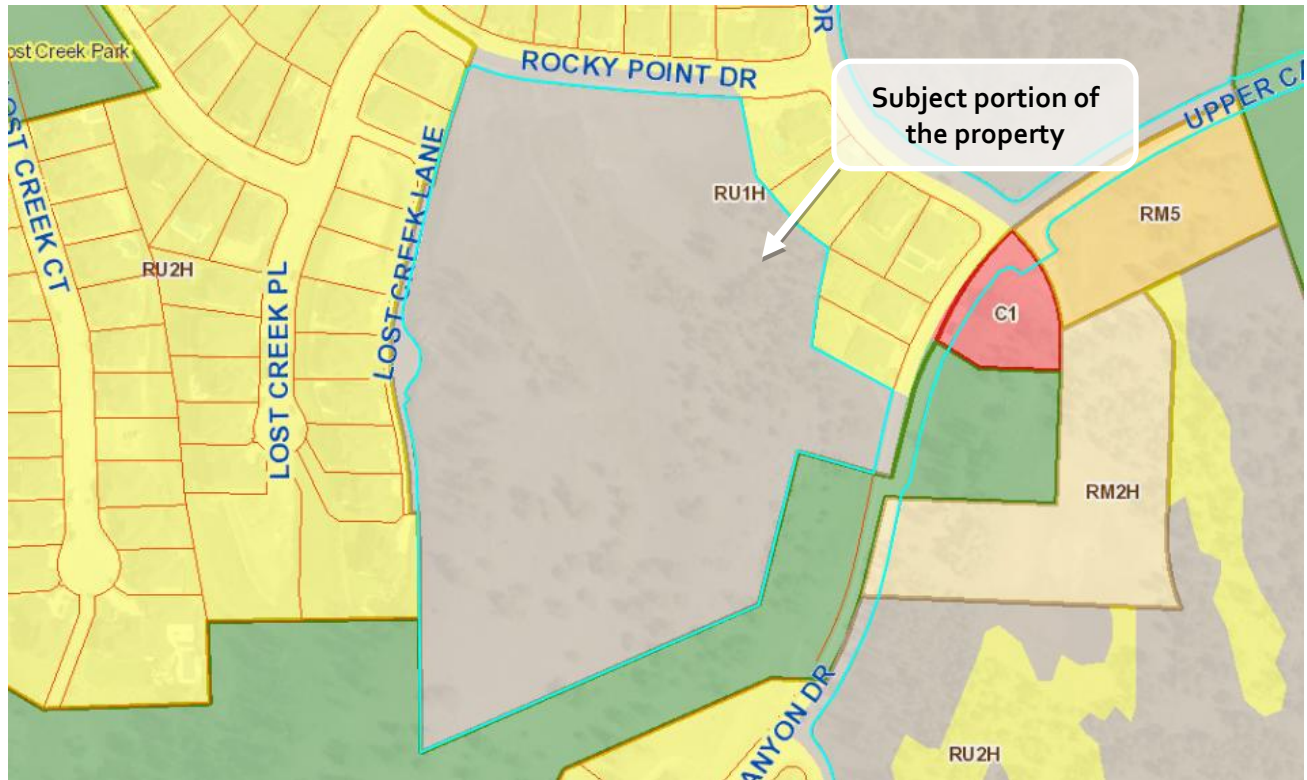 ost Creek Park
ROCKY POINT DR
DR
Subject portion of
the property
UPPER CA
LOST CREEK LANE
RU1H
RM5
OST CREEK CT
RU2H
LOST CREEK PL
C1
RM2H
ANYON DR
RU2H